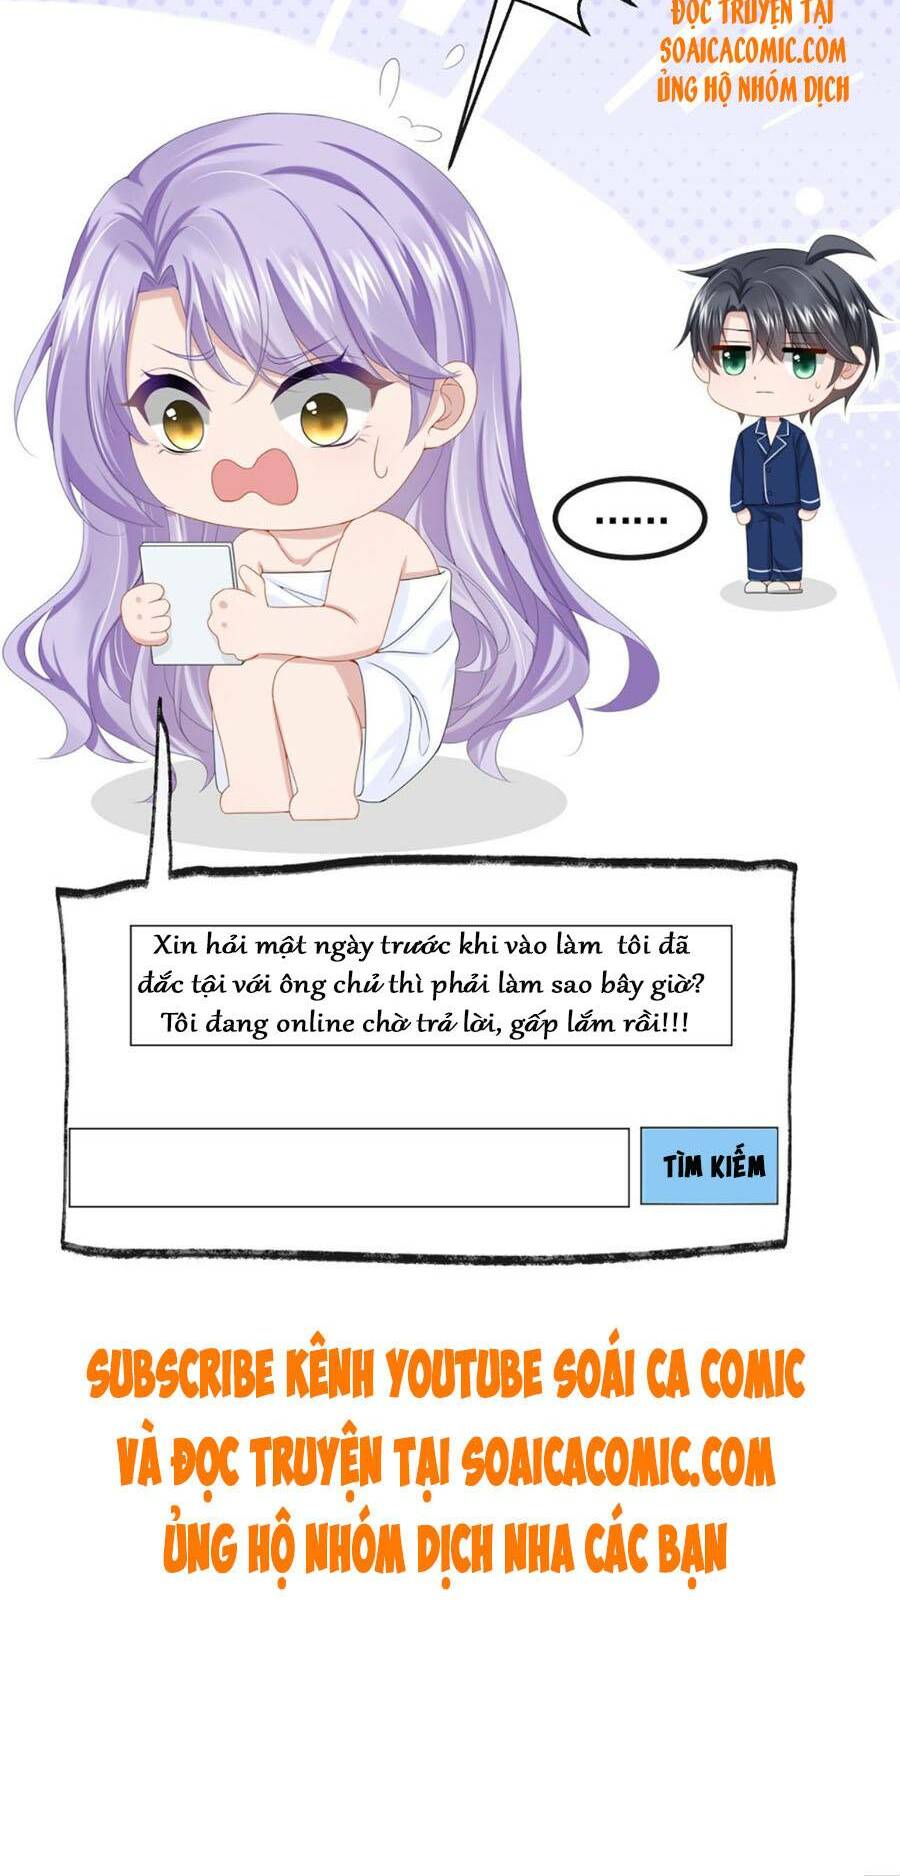 ĐỌC TRUYỆN TẠI
SOAICACOMIC.COM
ỦNG HỘ NHÓM DỊCH
......
Xin hải một ngày trước khi vào làm tôi đã
đắc tội với ông chủ thì phải làm sao bây giờ?
Tôi đang online chờ trả lời, gấp lắm rồi!!!
TÌM KIẾM
SUBSCRIBE KÊNH YOUTUBE SOÁI CA COMIC
VÀ ĐỌC TRUYỆN TẠI SOAICACOMIC.COM
ỦNG HỘ NHÓM DỊCH NHA CÁC BẠN